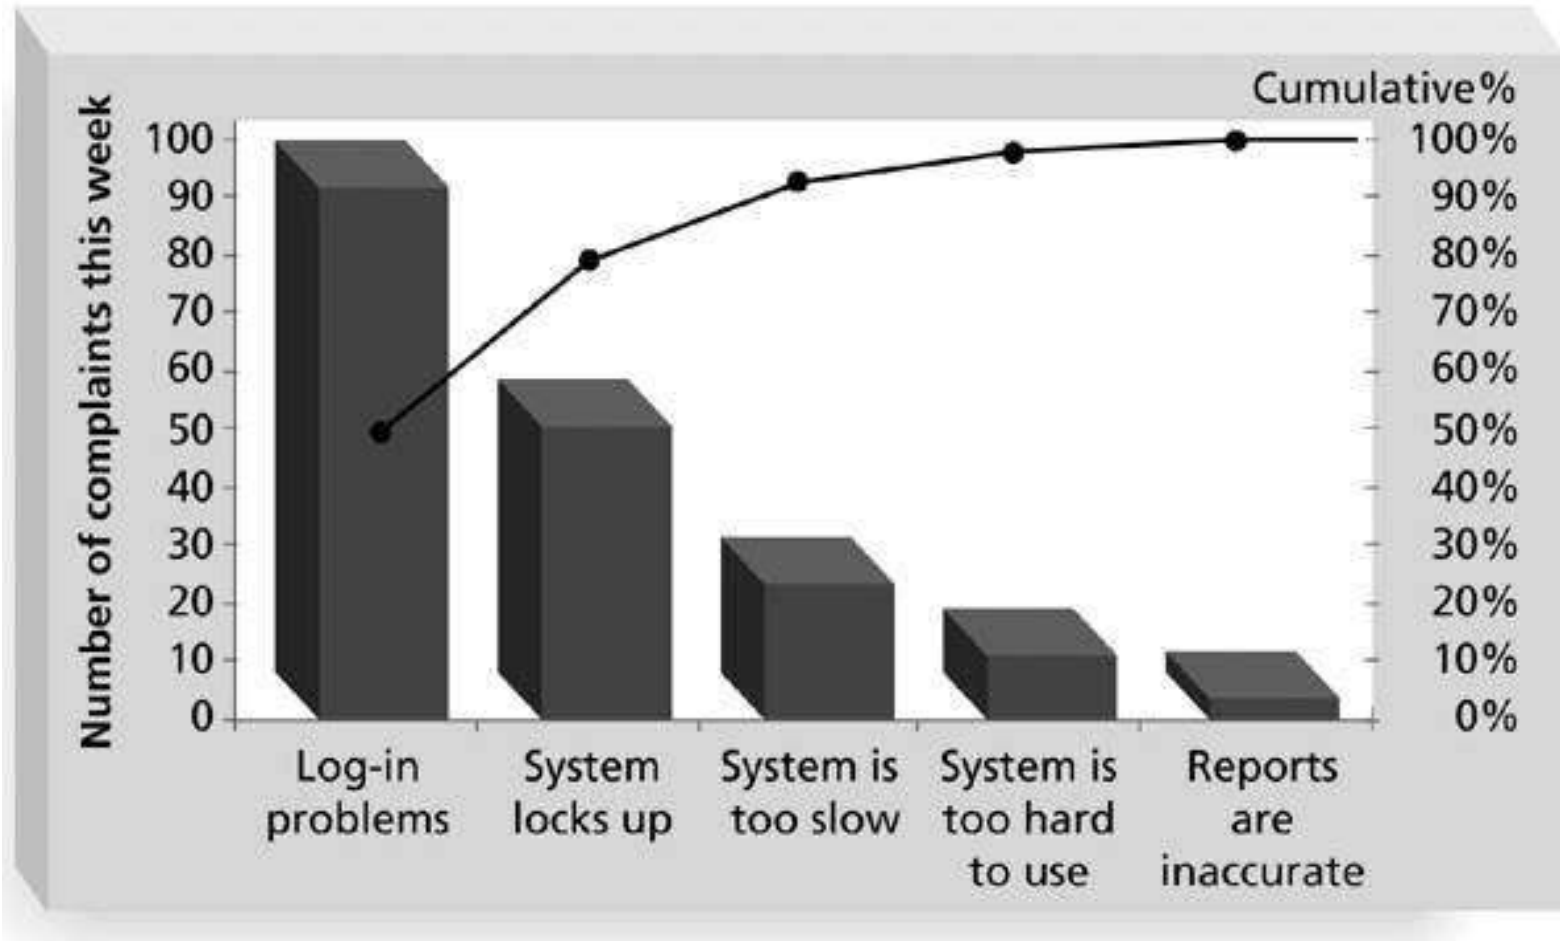 Cumulative%
Number of complaints this week
100
90
80
70
60
50
40
30
20
10
0
100%
90%
80%
70%
60%
50%
40%
30%
20%
10%
0%
Log-in
problems
System
locks up
System is
too slow
System is
too hard
to use
Reports
are
inaccurate